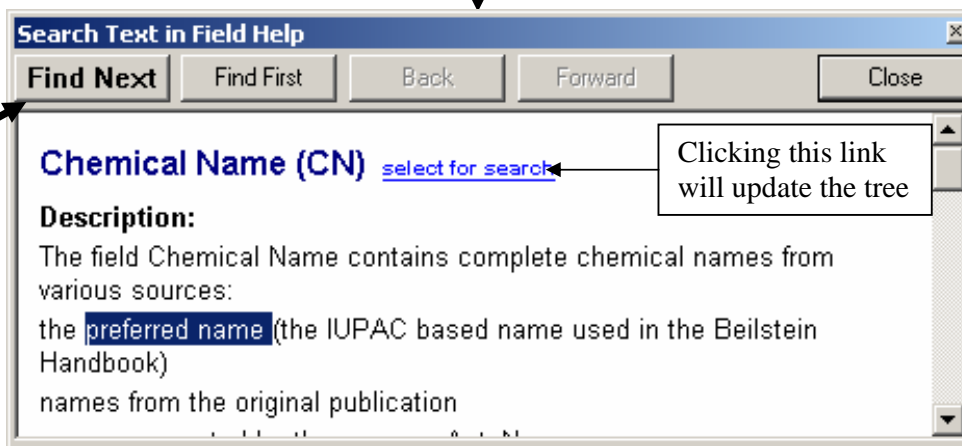 Search Text in Field Help
Find Next Find First Back Forward Close
Chemical Name (CN) select for search
Clicking this link
will update the tree
Description:
The field Chemical Name contains complete chemical names from
various sources:
the preferred name (the IUPAC based name used in the Beilstein
Handbook)
names from the original publication